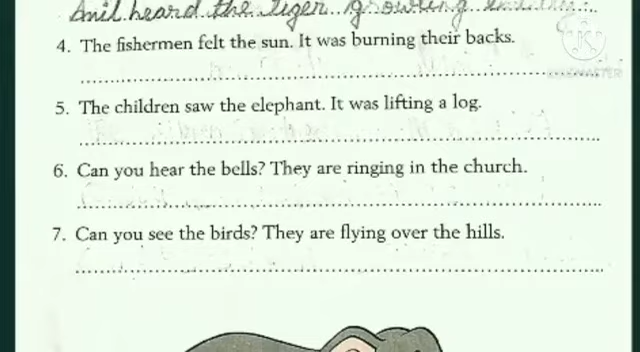 Anil heard the tiger growling
4. The fishermen felt the sun. It was burning their backs.
5. The children saw the elephant. It was lifting a log.
6. Can you hear the bells? They are ringing in the church.
7. Can you see the birds? They are flying over the hills.